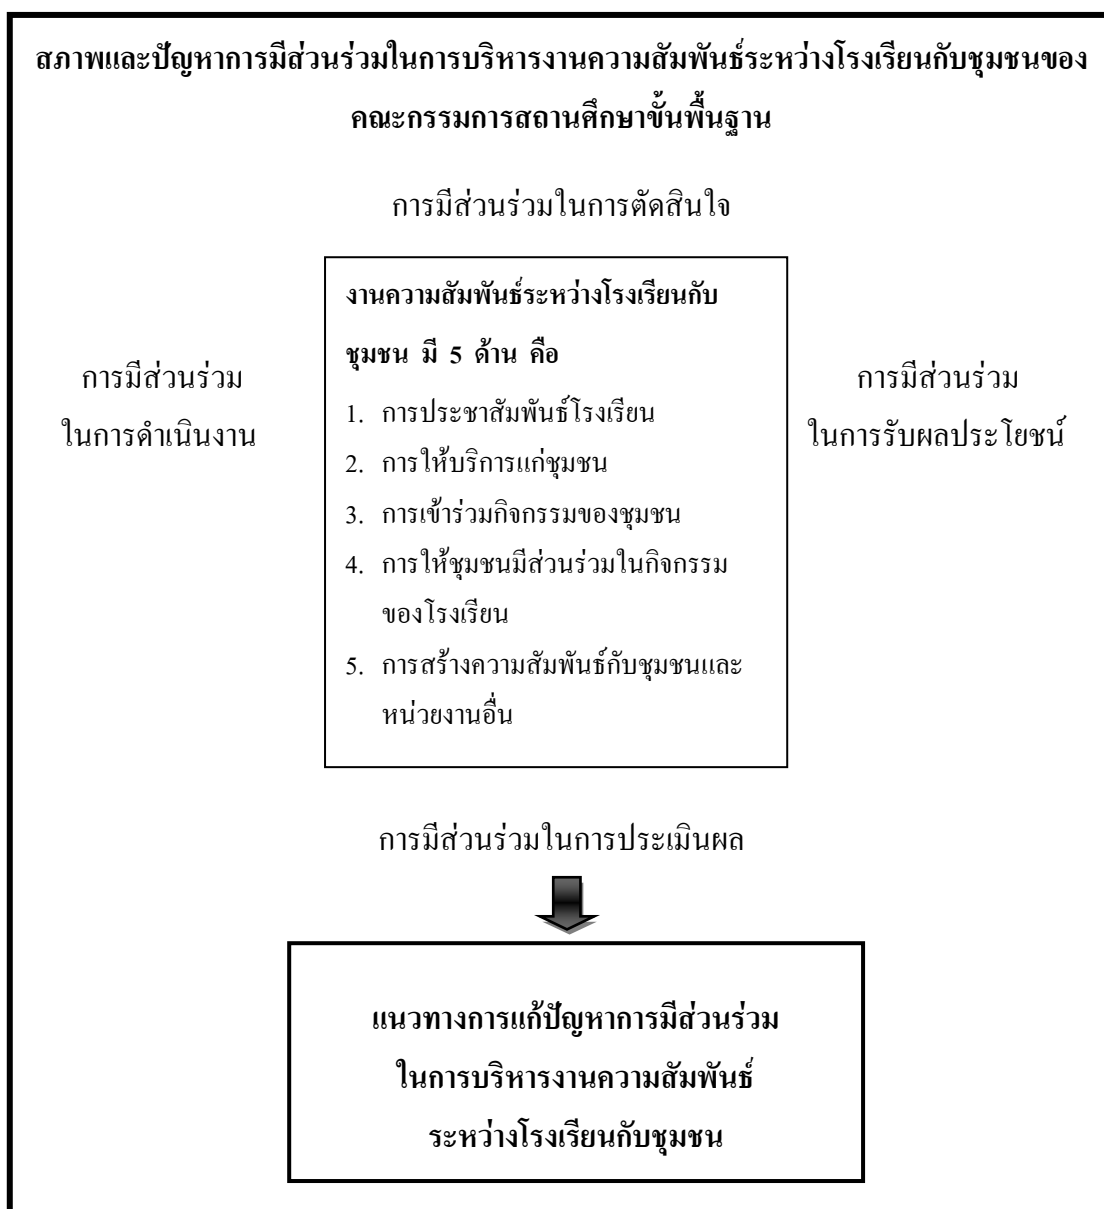 สภาพและปัญหาการมีส่วนร่วมในการบริหารงานความสัมพันธ์ระหว่างโรงเรียนกับชุมชนของ
คณะกรรมการสถานศึกษาขั้นพื้นฐาน
การมีส่วนร่วมในการตัดสินใจ
การมีส่วนร่วม
ในการดำเนินงาน
งานความสัมพันธ์ระหว่างโรงเรียนกับ
ชุมชน มี 5 ด้าน คือ
1. การประชาสัมพันธ์โรงเรียน
2. การให้บริการแก่ชุมชน
3. การเข้าร่วมกิจกรรมของชุมชน
4. การให้ชุมชนมีส่วนร่วมในกิจกรรม
ของโรงเรียน
5. การสร้างความสัมพันธ์กับชุมชนและ
หน่วยงานอื่น
การมีส่วนร่วม
ในการรับผลประโยชน์
การมีส่วนร่วมในการประเมินผล
แนวทางการแก้ปัญหาการมีส่วนร่วม
ในการบริหารงานความสัมพันธ์
ระหว่างโรงเรียนกับชุมชน